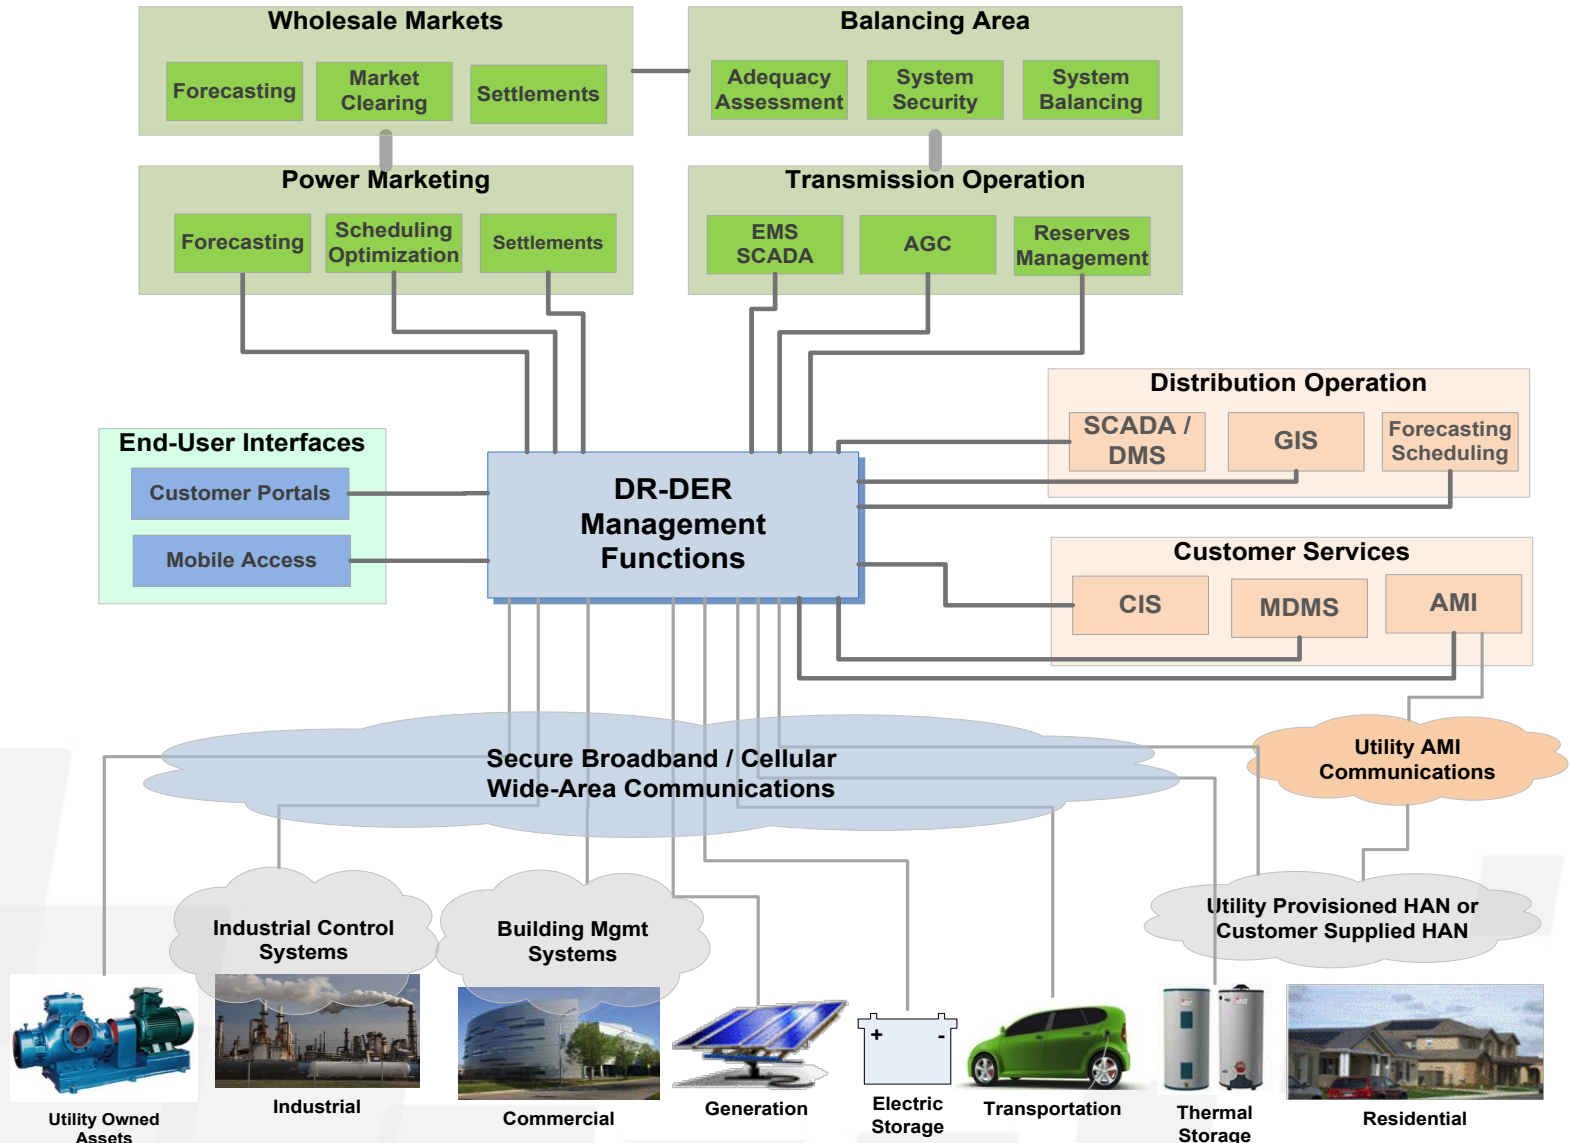 Wholesale Markets
Forecasting
Market
Clearing
Settlements
Balancing Area
Adequacy
Assessment
System
Security
System
Balancing
Power Marketing
Forecasting
Scheduling
Optimization
Settlements
Transmission Operation
EMS
SCADA
AGC
Reserves
Management
Distribution Operation
SCADA /
DMS
GIS
Forecasting
Scheduling
End-User Interfaces
Customer Portals
Mobile Access
DR-DER
Management
Functions
Customer Services
CIS
MDMS
AMI
Secure Broadband / Cellular
Wide-Area Communications
Utility AMI
Communications
Industrial Control
Systems
Building Mgmt
Systems
Utility Provisioned HAN or
Customer Supplied HAN
+ -
Utility Owned
Assets
Industrial
Commercial
Generation
Electric
Storage
Transportation
Thermal
Storage
Residential